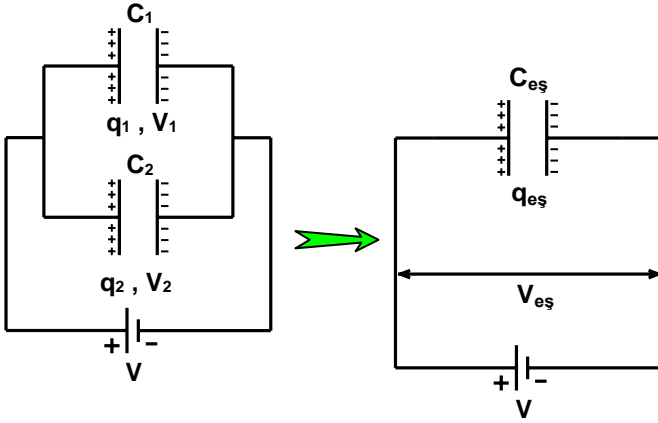 C₁
q₁ , V₁
C₂
q₂ , V₂
+ −
V
Cₑş
qₑş
Vₑş
+ −
V